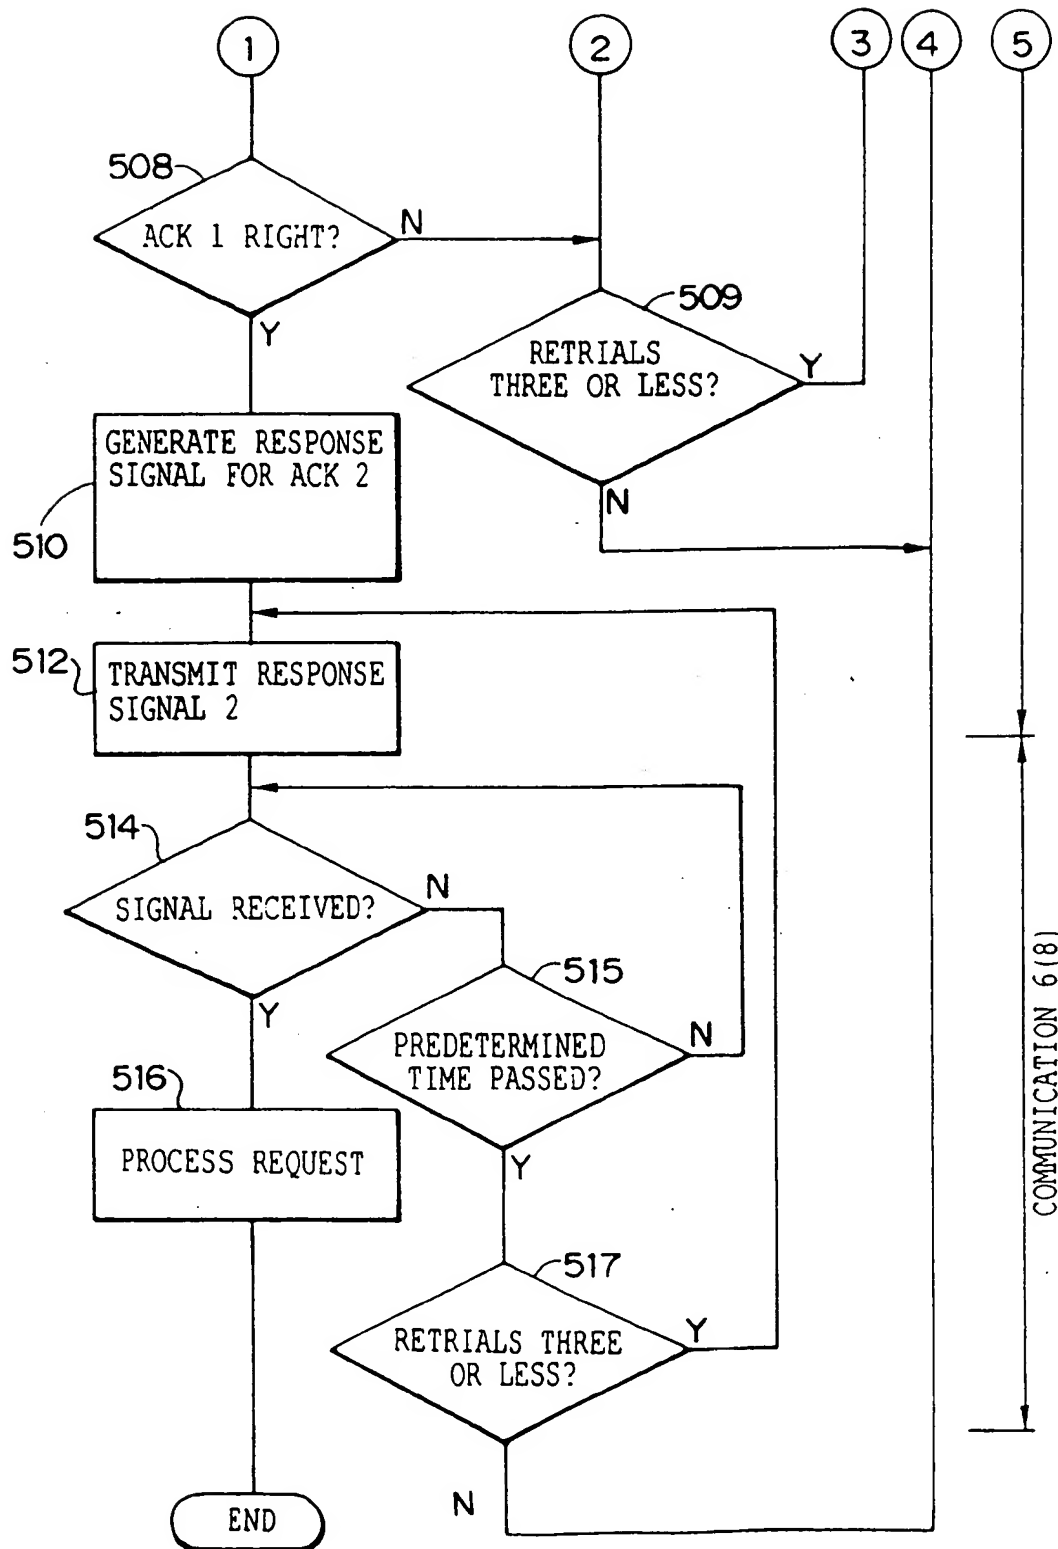 1
2
3
4
5
508
ACK 1 RIGHT?
N
Y
509
RETRIALS
THREE OR LESS?
Y
N
GENERATE RESPONSE
SIGNAL FOR ACK 2
510
512
TRANSMIT RESPONSE
SIGNAL 2
514
SIGNAL RECEIVED?
N
Y
515
PREDETERMINED
TIME PASSED?
N
Y
516
PROCESS REQUEST
517
RETRIALS THREE
OR LESS?
Y
N
END
COMMUNICATION 6(8)